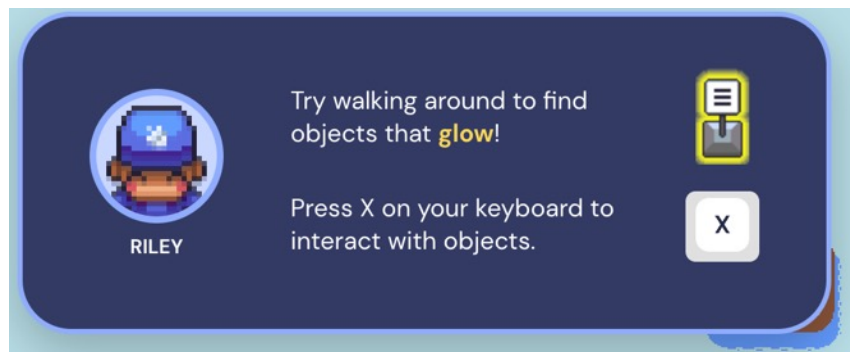 Try walking around to find
objects that glow!
Press X on your keyboard to
interact with objects.
X
RILEY